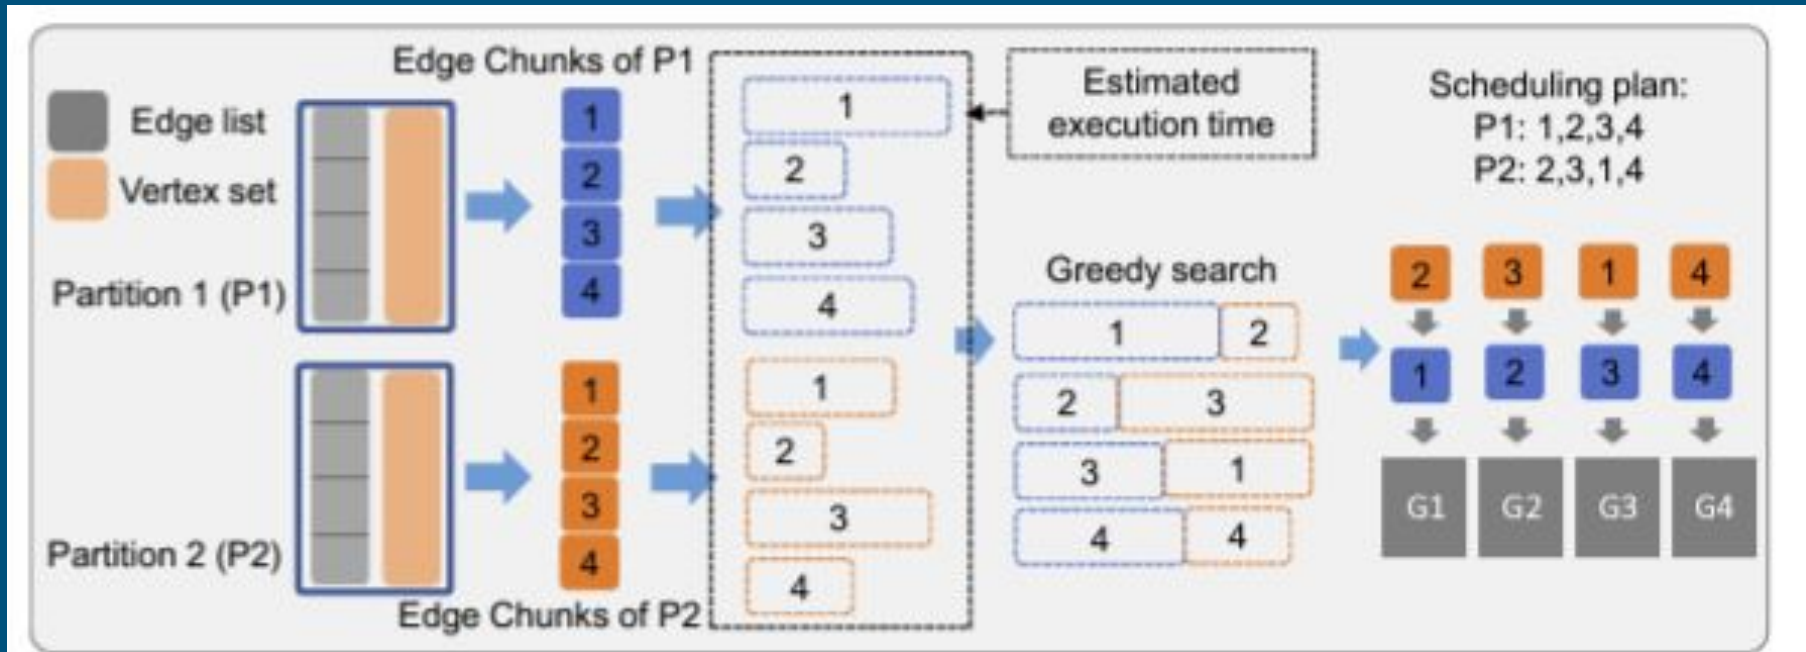 Edge list
Vertex set
Partition 1 (P1)
Partition 2 (P2)
Edge Chunks of P1
1
2
3
4
1
2
3
4
Edge Chunks of P2
1
2
3
4
1
2
3
4
Estimated
execution time
Greedy search
1 2
2 3
3 1
4 4
Scheduling plan:
P1: 1,2,3,4
P2: 2,3,1,4
2 3 1 4
1 2 3 4
G1 G2 G3 G4